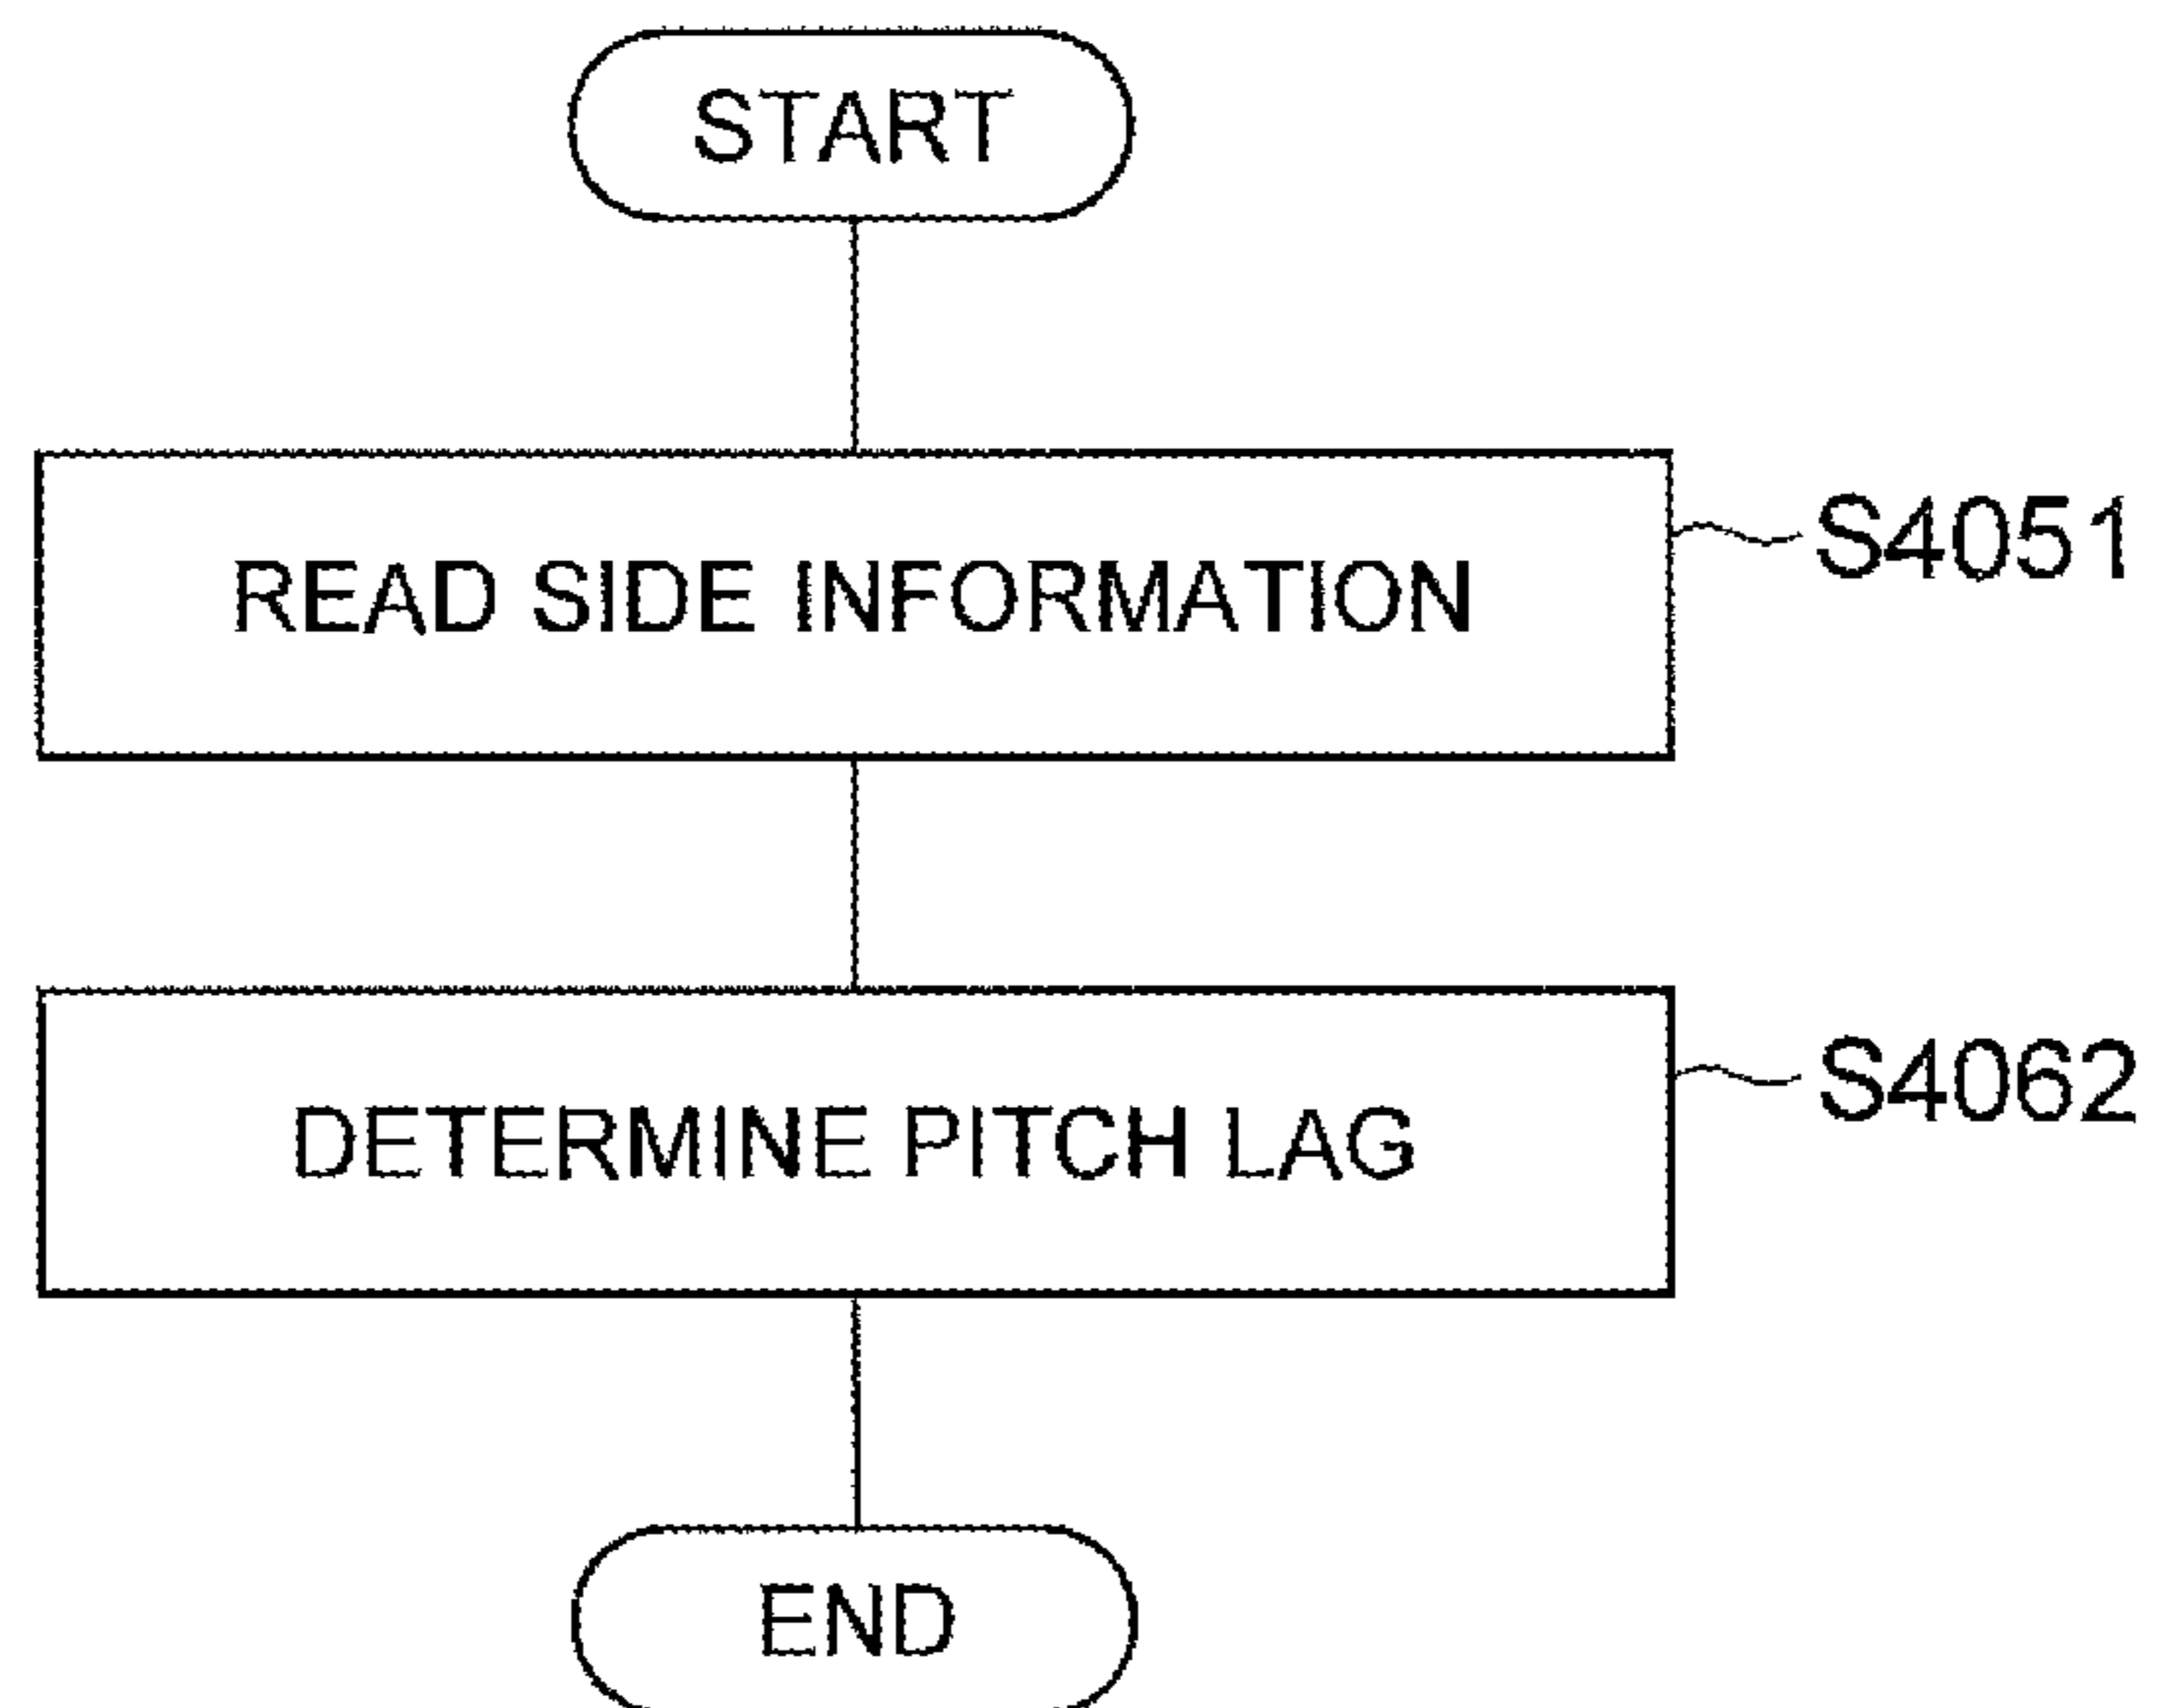 START
READ SIDE INFORMATION
S4051
DETERMINE PITCH LAG
S4062
END